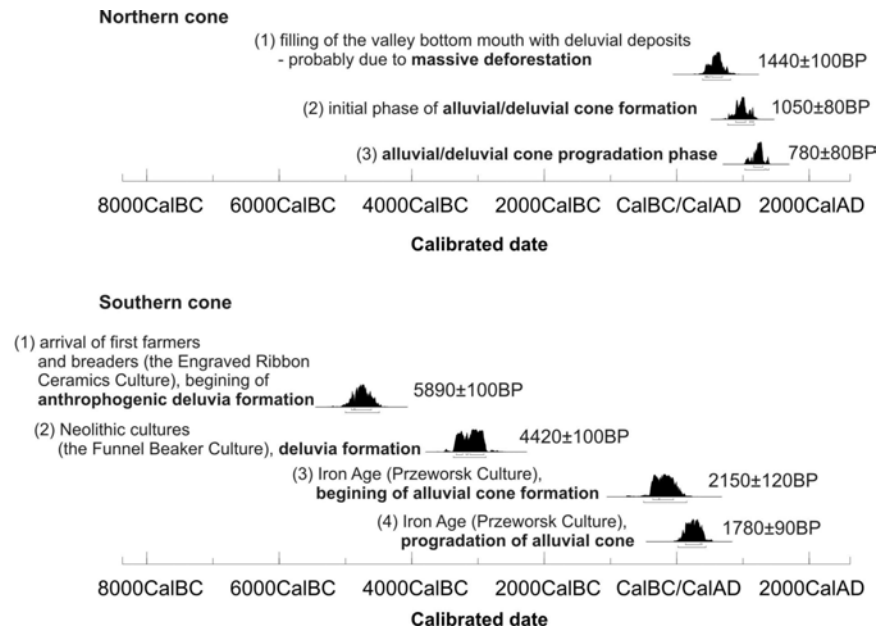 Northern cone
(1) filling of the valley bottom mouth with deluvial deposits
- probably due to massive deforestation
1440±100BP
(2) initial phase of alluvial/deluvial cone formation
1050±80BP
(3) alluvial/deluvial cone progradation phase
780±80BP
8000CalBC 6000CalBC 4000CalBC 2000CalBC CalBC/CalAD 2000CalAD
Calibrated date
Southern cone
(1) arrival of first farmers
and breaders (the Engraved Ribbon
Ceramics Culture), begining of
anthrophogenic deluvia formation
5890±100BP
(2) Neolithic cultures
(the Funnel Beaker Culture), deluvia formation
4420±100BP
(3) Iron Age (Przeworsk Culture),
begining of alluvial cone formation
2150±120BP
(4) Iron Age (Przeworsk Culture),
progradation of alluvial cone
1780±90BP
8000CalBC 6000CalBC 4000CalBC 2000CalBC CalBC/CalAD 2000CalAD
Calibrated date